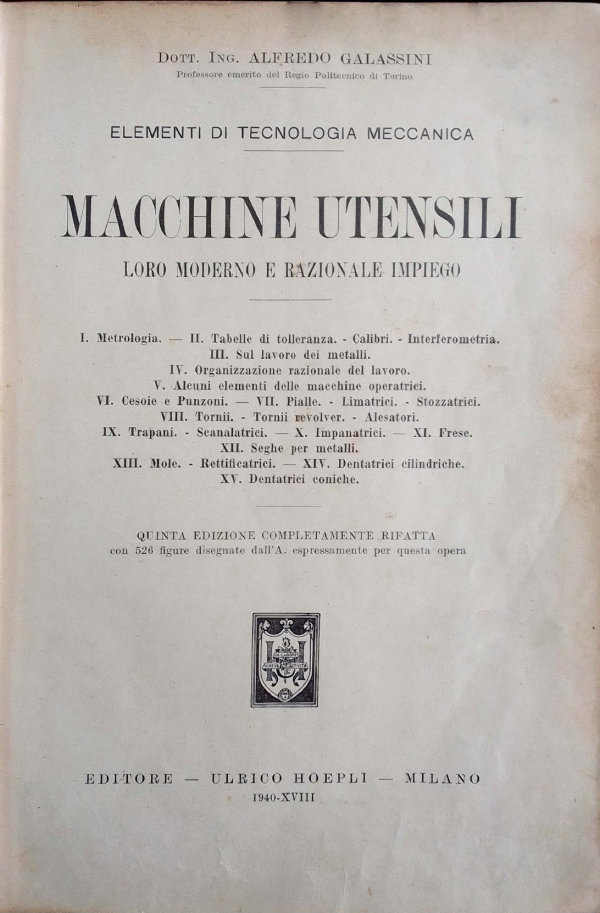 Dott. Ing. ALFREDO GALASSINI
Professore emerito del Regio Politecnico di Torino
ELEMENTI DI TECNOLOGIA MECCANICA
MACCHINE UTENSILI
LORO MODERNO E RAZIONALE IMPIEGO
I. Metrologia. — II. Tabelle di tolleranza. - Calibri. - Interferometria.
III. Sul lavoro dei metalli.
IV. Organizzazione razionale del lavoro.
V. Alcuni elementi delle macchine operatrici.
VI. Cesoie e Punzoni. — VII. Pialle. - Limatrici. - Stozzatrici.
VIII. Tornii. - Tornii revolver. - Alesatori.
IX. Trapani. - Scanalatrici. — X. Impanatrici. — XI. Frese.
XII. Seghe per metalli.
XIII. Mole. - Rettificatrici. — XIV. Dentatrici cilindriche.
XV. Dentatrici coniche.
QUINTA EDIZIONE COMPLETAMENTE RIFATTA
con 526 figure disegnate dall'A. espressamente per questa opera
EDITORE — ULRICO HOEPLI — MILANO
1940-XVIII